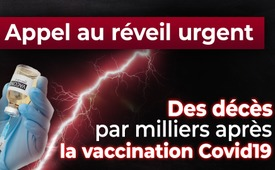 Appel au réveil urgent
Des décès
par milliers après
la vaccination Covid19